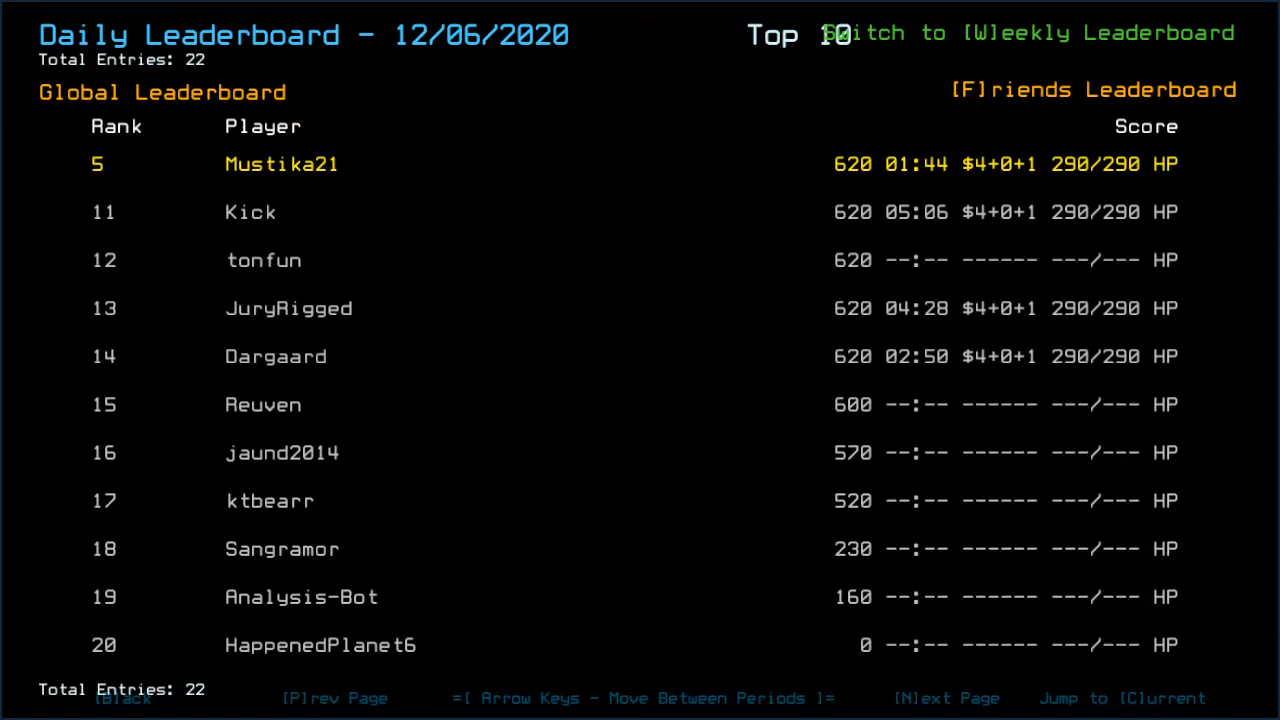 Daily Leaderboard - 12/06/2020 Top 10 Switch to [W]eekly Leaderboard
Total Entries: 22
Global Leaderboard [F]riends Leaderboard
Rank Player Score
5 Mustika21 620 01:44 $4+0+1 290/290 HP
11 Kick 620 05:06 $4+0+1 290/290 HP
12 tonfun 620 --:-- ------ ---/--- HP
13 JuryRigged 620 04:28 $4+0+1 290/290 HP
14 Dargaard 620 02:50 $4+0+1 290/290 HP
15 Reuven 600 --:-- ------ ---/--- HP
16 jaund2014 570 --:-- ------ ---/--- HP
17 ktbearr 520 --:-- ------ ---/--- HP
18 Sangramor 230 --:-- ------ ---/--- HP
19 Analysis-Bot 160 --:-- ------ ---/--- HP
20 HappenedPlanet6 0 --:-- ------ ---/--- HP
Total Entries: 22
[B]ack [P]rev Page =[ Arrow Keys - Move Between Periods ]= [N]ext Page Jump to [C]urrent